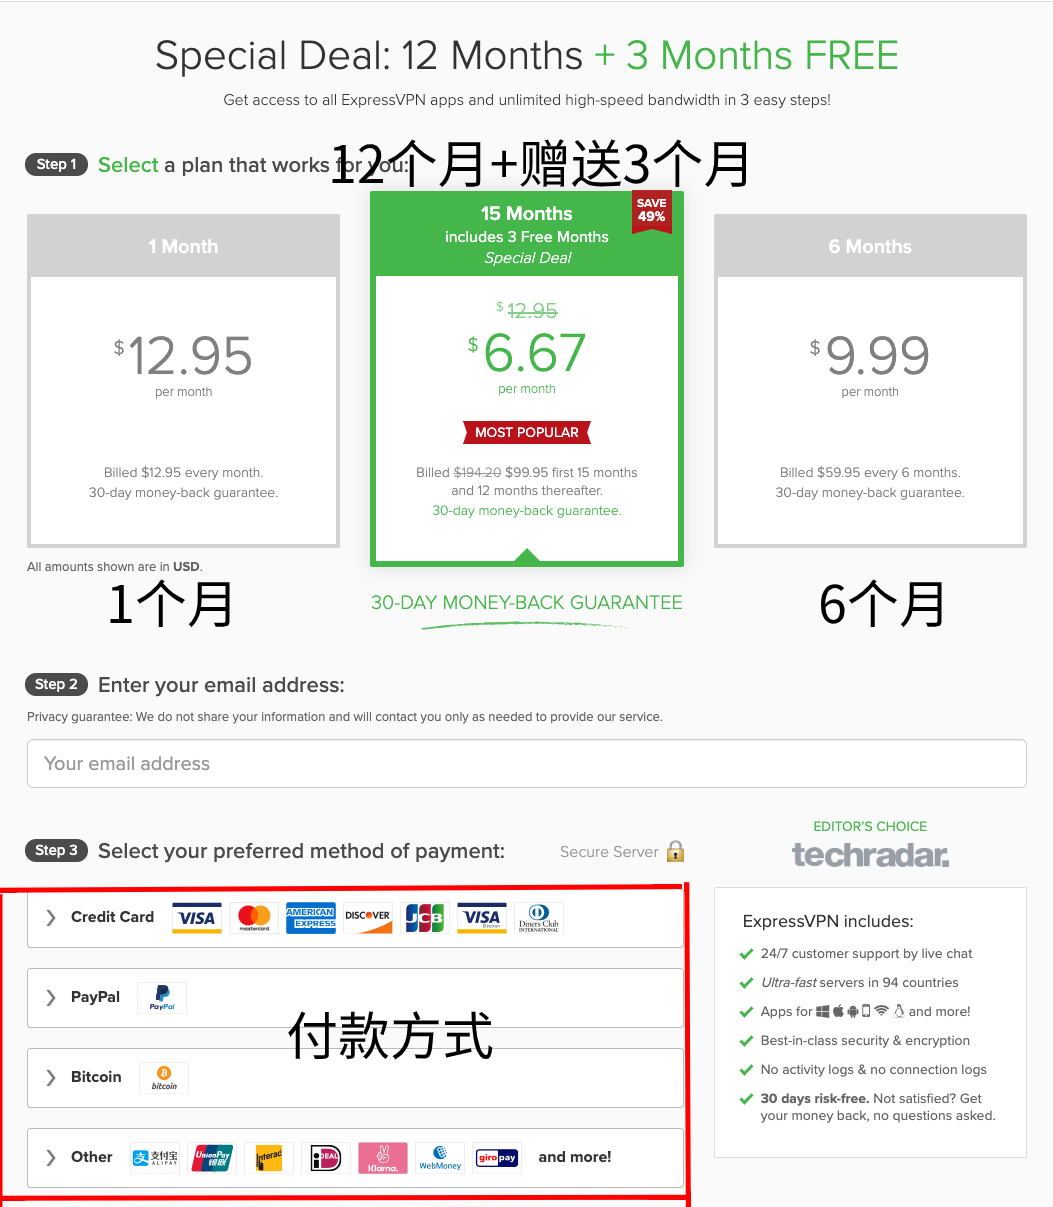 Special Deal: 12 Months + 3 Months FREE
Get access to all ExpressVPN apps and unlimited high-speed bandwidth in 3 easy steps!
Step 1 Select a plan that works for you:
12个月+赠送3个月
1 Month
$12.95
per month
Billed $12.95 every month.
30-day money-back guarantee.
15 Months
includes 3 Free Months
Special Deal
SAVE
49%
$12.95
$6.67
per month
MOST POPULAR
Billed $194.20 $99.95 first 15 months
and 12 months thereafter.
30-day money-back guarantee.
6 Months
$9.99
per month
Billed $59.95 every 6 months.
30-day money-back guarantee.
All amounts shown are in USD.
1个月
30-DAY MONEY-BACK GUARANTEE
6个月
Step 2 Enter your email address:
Privacy guarantee: We do not share your information and will contact you only as needed to provide our service.
Your email address
Step 3 Select your preferred method of payment:
Secure Server
Credit Card VISA mastercard AMERICAN EXPRESS DISCOVER JCB VISA Electron Diners Club INTERNATIONAL
PayPal PayPal
付款方式
Bitcoin bitcoin
Other 支付宝 ALIPAY UnionPay 银联 Interac iDEAL Klarna. WebMoney giropay and more!
EDITOR'S CHOICE
techradar.
ExpressVPN includes:
24/7 customer support by live chat
Ultra-fast servers in 94 countries
Apps for and more!
Best-in-class security & encryption
No activity logs & no connection logs
30 days risk-free. Not satisfied? Get
your money back, no questions asked.